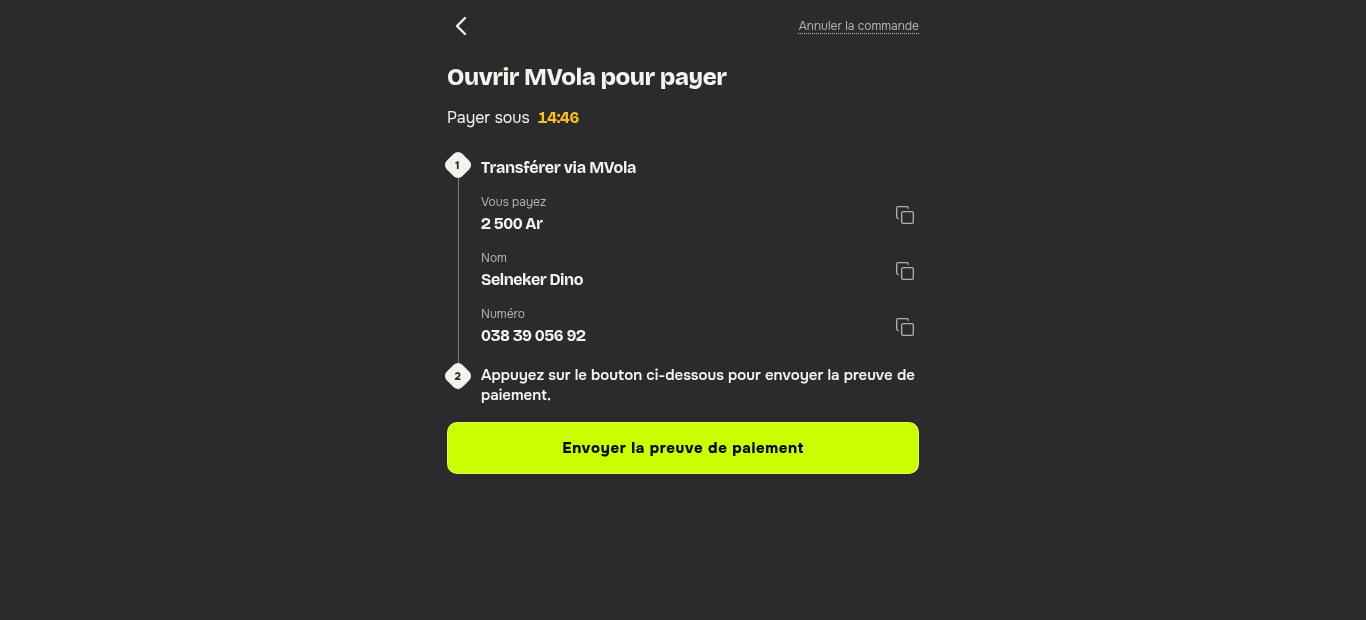 Annuler la commande
Ouvrir MVola pour payer
Payer sous 14:46
1
Transférer via MVola
Vous payez
2 500 Ar
Nom
Selneker Dino
Numéro
038 39 056 92
2
Appuyez sur le bouton ci-dessous pour envoyer la preuve de
paiement.
Envoyer la preuve de paiement